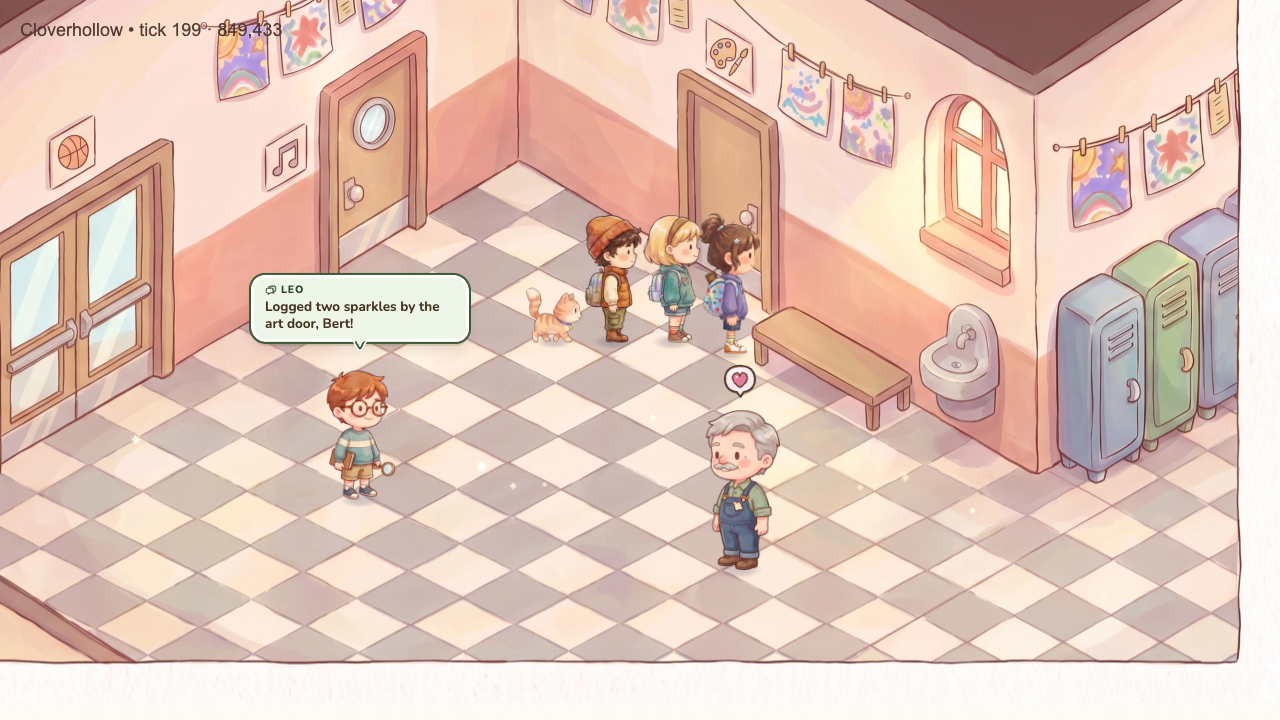 Cloverhollow • tick 199 · 849,433
LEO
Logged two sparkles by the
art door, Bert!